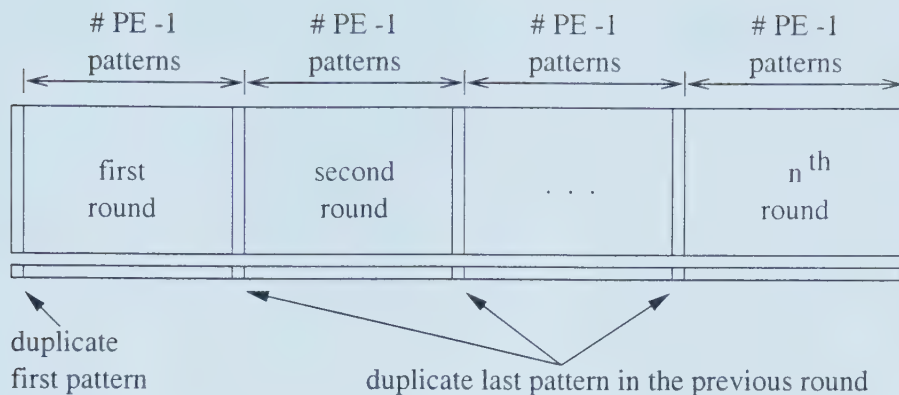 # PE -1 # PE -1 # PE -1 # PE -1
patterns patterns patterns patterns
first second . . . n th
round round round
duplicate
first pattern duplicate last pattern in the previous round